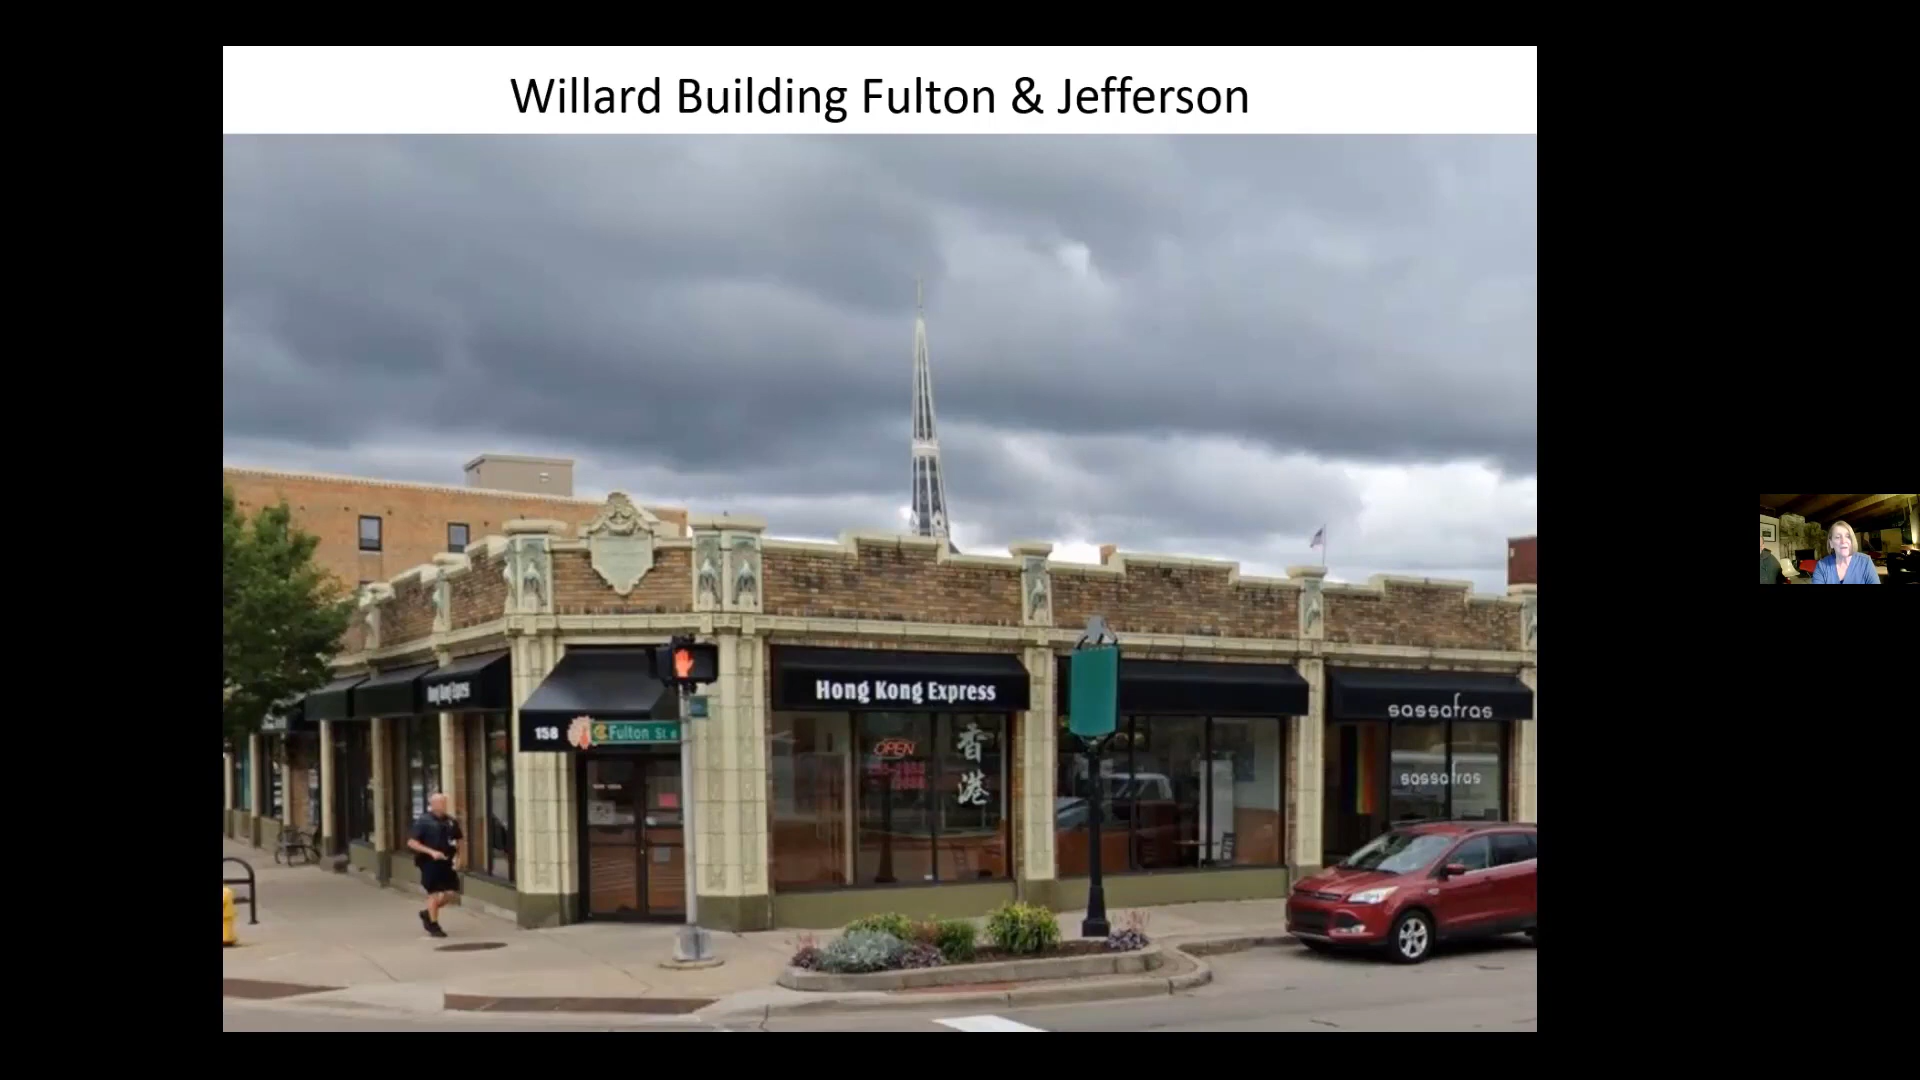 Willard Building Fulton & Jefferson
Hong Kong Express
Hong Kong Express
sassafras
158
Fulton St e
OPEN
香港
sassafras